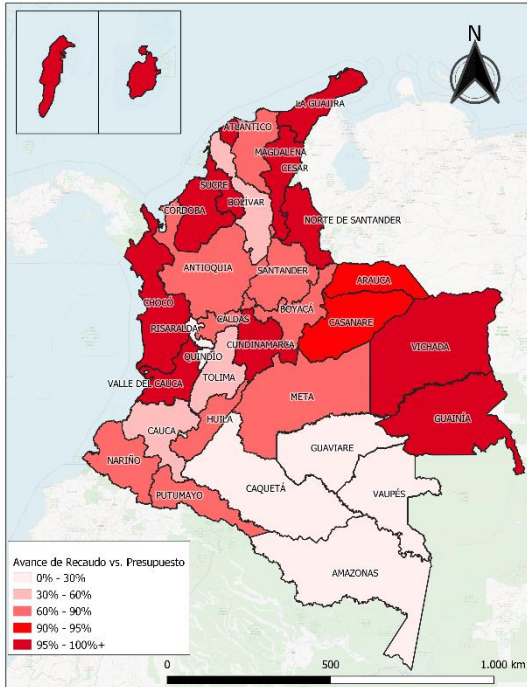 N
LA GUAJIRA
ATLÁNTICO
MAGDALENA
CESAR
SUCRE
BOLÍVAR
CÓRDOBA
NORTE DE SANTANDER
ANTIOQUIA
SANTANDER
ARAUCA
CHOCÓ
BOYACÁ
CALDAS
CASANARE
RISARALDA
CUNDINAMARCA
VICHADA
QUINDÍO
VALLE DEL CAUCA
TOLIMA
META
GUAINÍA
HUILA
CAUCA
GUAVIARE
NARIÑO
CAQUETÁ
VAUPÉS
PUTUMAYO
AMAZONAS
Avance de Recaudo vs. Presupuesto
0% - 30%
30% - 60%
60% - 90%
90% - 95%
95% - 100%+
0 500 1.000 km